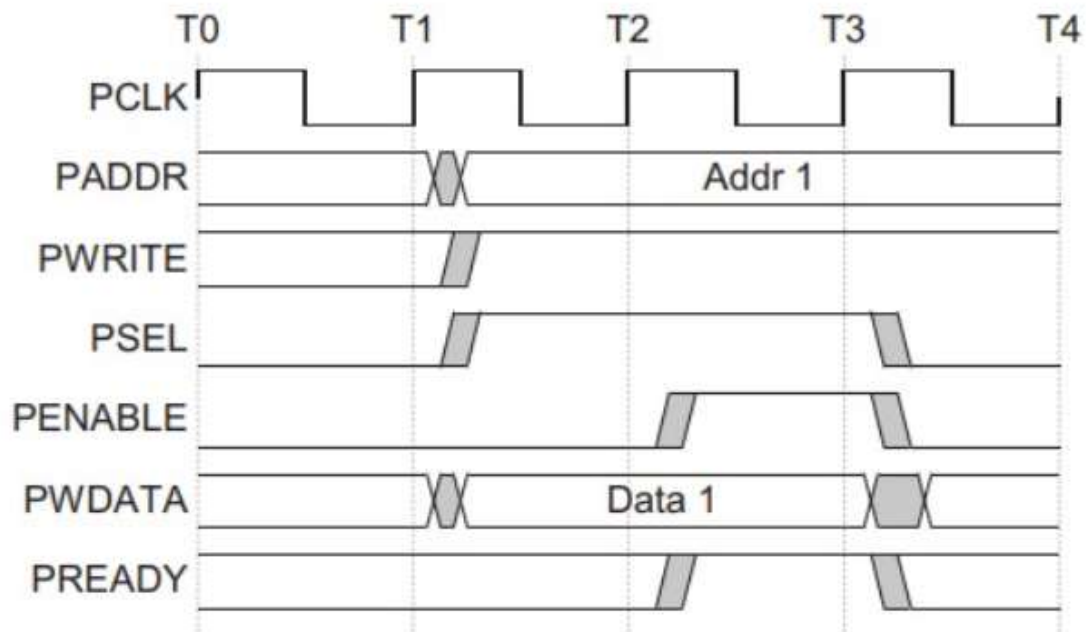 T0 T1 T2 T3 T4
PCLK
PADDR Addr 1
PWRITE
PSEL
PENABLE
PWDATA Data 1
PREADY